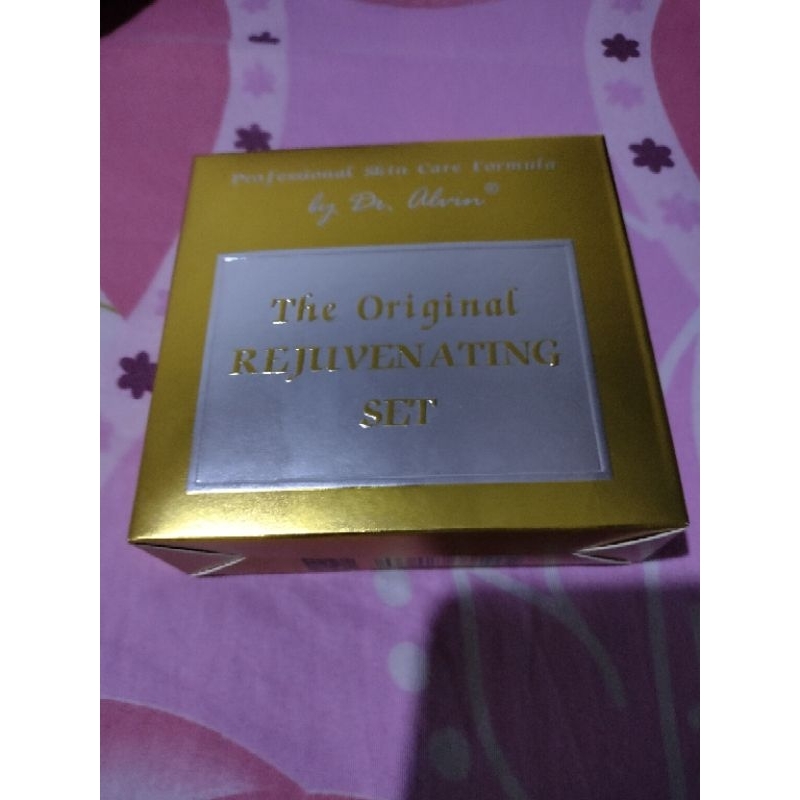 Professional Skin Care Formula
by Dr. Alvin®
The Original
REJUVENATING
SET